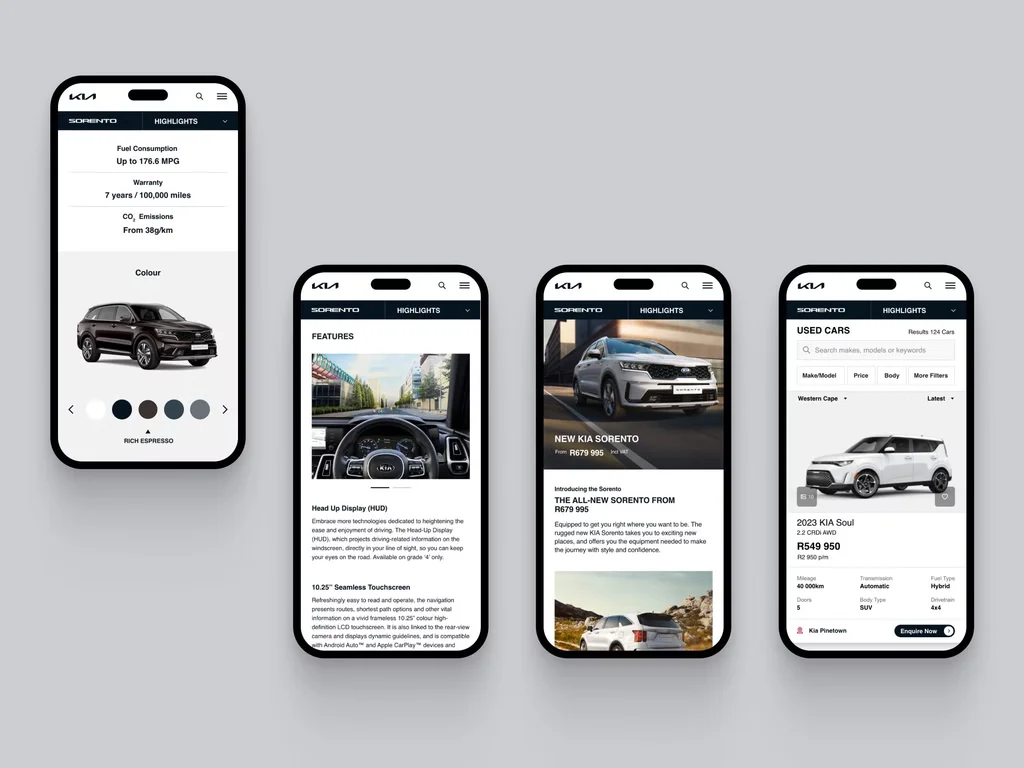 KIA
SORENTO
HIGHLIGHTS
Fuel Consumption
Up to 176.6 MPG
Warranty
7 years / 100,000 miles
CO2 Emissions
From 38g/km
Colour
RICH ESPRESSO
KIA
SORENTO
HIGHLIGHTS
FEATURES
KIA
Head Up Display (HUD)
Embrace more technologies dedicated to heightening the
ease and enjoyment of driving. The Head-Up Display
(HUD), which projects driving-related information on the
windscreen, directly in your line of sight, so you can keep
your eyes on the road. Available on grade ‘4’ only.
10.25” Seamless Touchscreen
Refreshingly easy to read and operate, the navigation
presents routes, shortest path options and other vital
information on a vivid frameless 10.25” colour high-
definition LCD touchscreen. It is also linked to the rear-view
camera and displays dynamic guidelines, and is compatible
with Android Auto™ and Apple CarPlay™ devices and
KIA
SORENTO
HIGHLIGHTS
SORENTO
NEW KIA SORENTO
From R679 995 Incl VAT
Introducing the Sorento
THE ALL-NEW SORENTO FROM
R679 995
Equipped to get you right where you want to be. The
rugged new KIA Sorento takes you to exciting new
places, and offers you the equipment needed to make
the journey with style and confidence.
KIA
SORENTO
HIGHLIGHTS
USED CARS
Results 124 Cars
Search makes, models or keywords
Make/Model
Price
Body
More Filters
Western Cape
Latest
10
2023 KIA Soul
2.2 CRDi AWD
R549 950
R2 950 p/m
Mileage
Transmission
Fuel Type
40 000km
Automatic
Hybrid
Doors
Body Type
Drivetrain
5
SUV
4x4
Kia Pinetown
Enquire Now